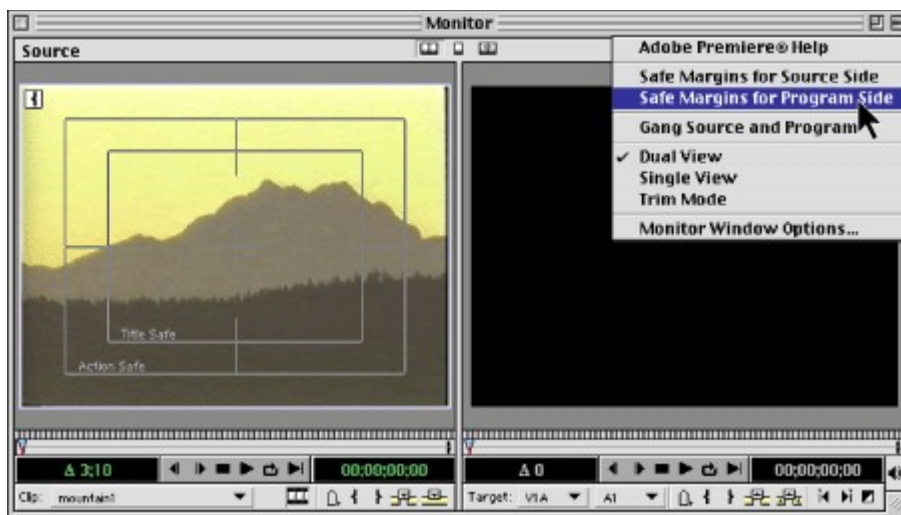 Monitor
Source
Adobe Premiere® Help
Safe Margins for Source Side
Safe Margins for Program Side
Gang Source and Program
✓ Dual View
Single View
Trim Mode
Monitor Window Options...
Title Safe
Action Safe
Δ 3;10
00;00;00;00
Δ 0
00;00;00;00
Clip: mountain1
Target: V1A
A1